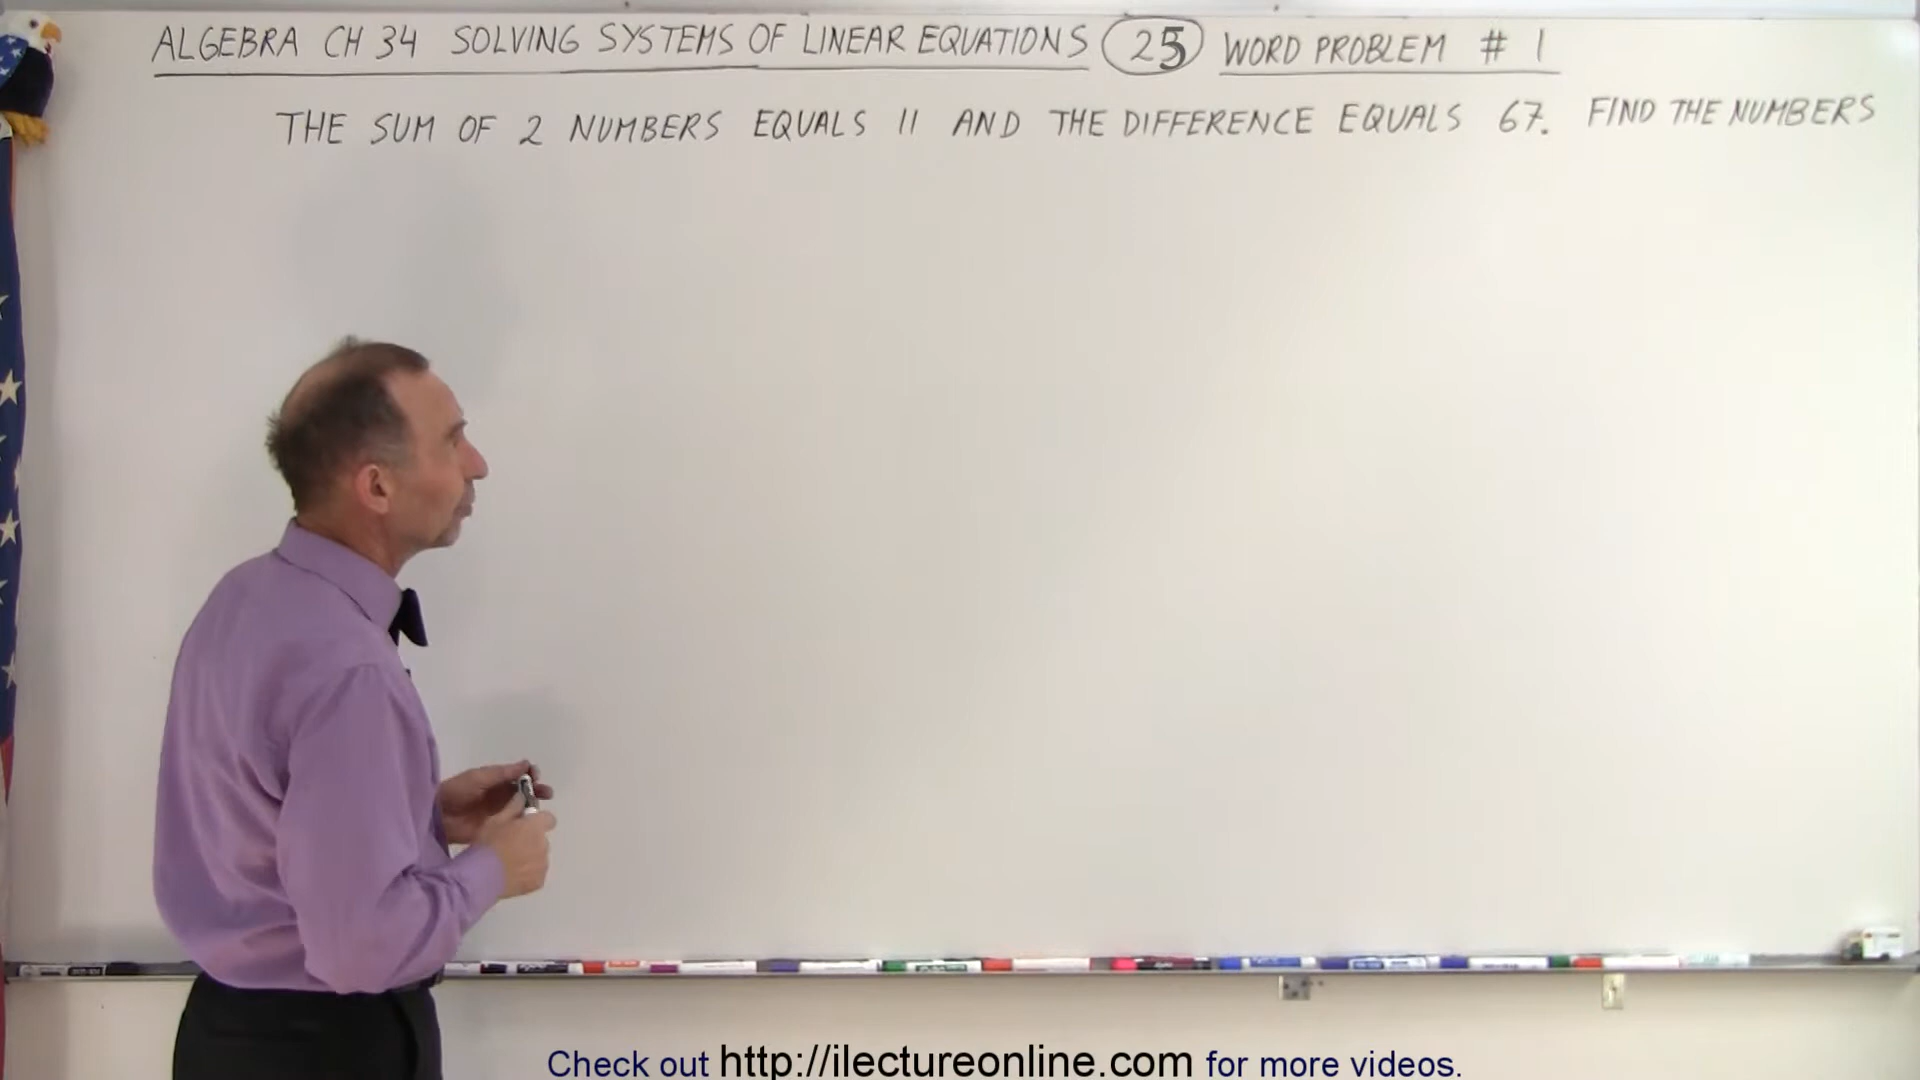 ALGEBRA CH 34 SOLVING SYSTEMS OF LINEAR EQUATIONS 25 WORD PROBLEM # 1
THE SUM OF 2 NUMBERS EQUALS 11 AND THE DIFFERENCE EQUALS 67. FIND THE NUMBERS
Check out http://ilectureonline.com for more videos.